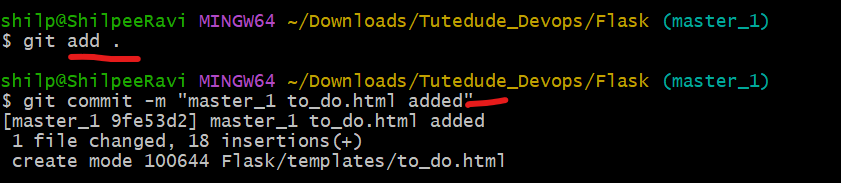 shilp@ShilpeeRavi MINGW64 ~/Downloads/Tutedude_Devops/Flask (master_1)
$ git add .
shilp@ShilpeeRavi MINGW64 ~/Downloads/Tutedude_Devops/Flask (master_1)
$ git commit -m "master_1 to_do.html added"
[master_1 9fe53d2] master_1 to_do.html added
 1 file changed, 18 insertions(+)
 create mode 100644 Flask/templates/to_do.html